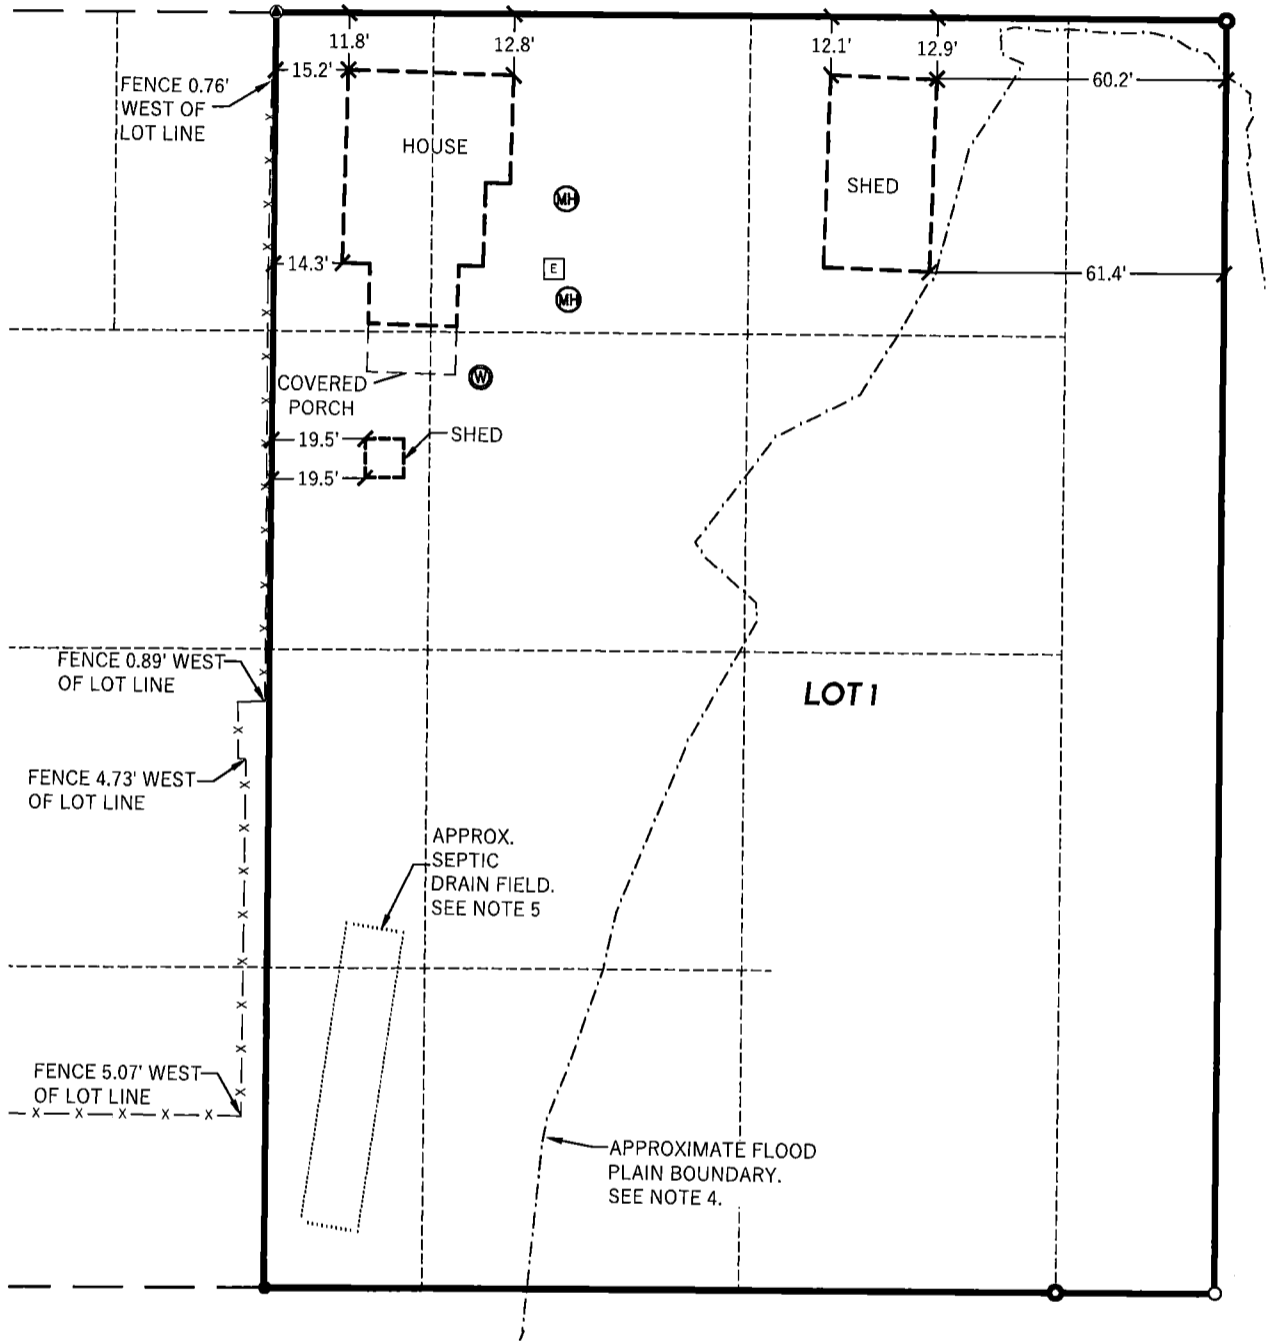 11.8'
12.8'
12.1'
12.9'
15.2'
60.2'
FENCE 0.76'
WEST OF
LOT LINE
HOUSE
SHED
MH
E
MH
14.3'
61.4'
COVERED
PORCH
W
19.5'
SHED
19.5'
FENCE 0.89' WEST
OF LOT LINE
LOT 1
FENCE 4.73' WEST
OF LOT LINE
APPROX.
SEPTIC
DRAIN FIELD.
SEE NOTE 5
FENCE 5.07' WEST
OF LOT LINE
APPROXIMATE FLOOD
PLAIN BOUNDARY.
SEE NOTE 4.